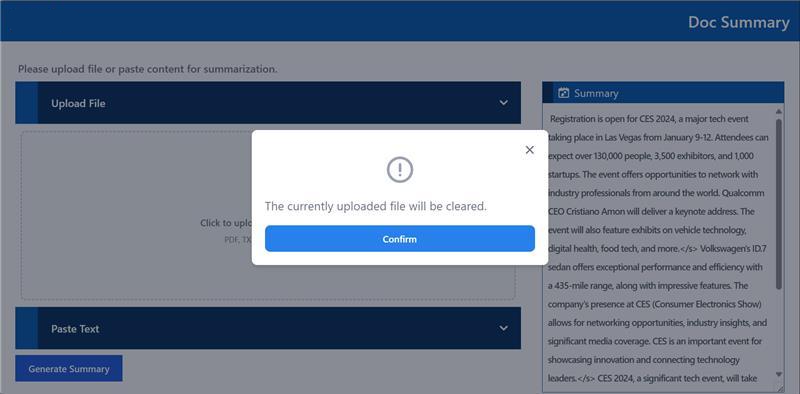 Doc Summary
Please upload file or paste content for summarization.
Upload File
Click to uplo
PDF, TX
The currently uploaded file will be cleared.
Confirm
Paste Text
Generate Summary
Summary
Registration is open for CES 2024, a major tech event
taking place in Las Vegas from January 9-12. Attendees can
expect over 130,000 people, 3,500 exhibitors, and 1,000
startups. The event offers opportunities to network with
industry professionals from around the world. Qualcomm
CEO Cristiano Amon will deliver a keynote address. The
event will also feature exhibits on vehicle technology,
digital health, food tech, and more.</s> Volkswagen's ID.7
sedan offers exceptional performance and efficiency with
a 435-mile range, along with impressive features. The
company's presence at CES (Consumer Electronics Show)
allows for networking opportunities, industry insights, and
significant media coverage. CES is an important event for
showcasing innovation and connecting technology
leaders.</s> CES 2024, a significant tech event, will take